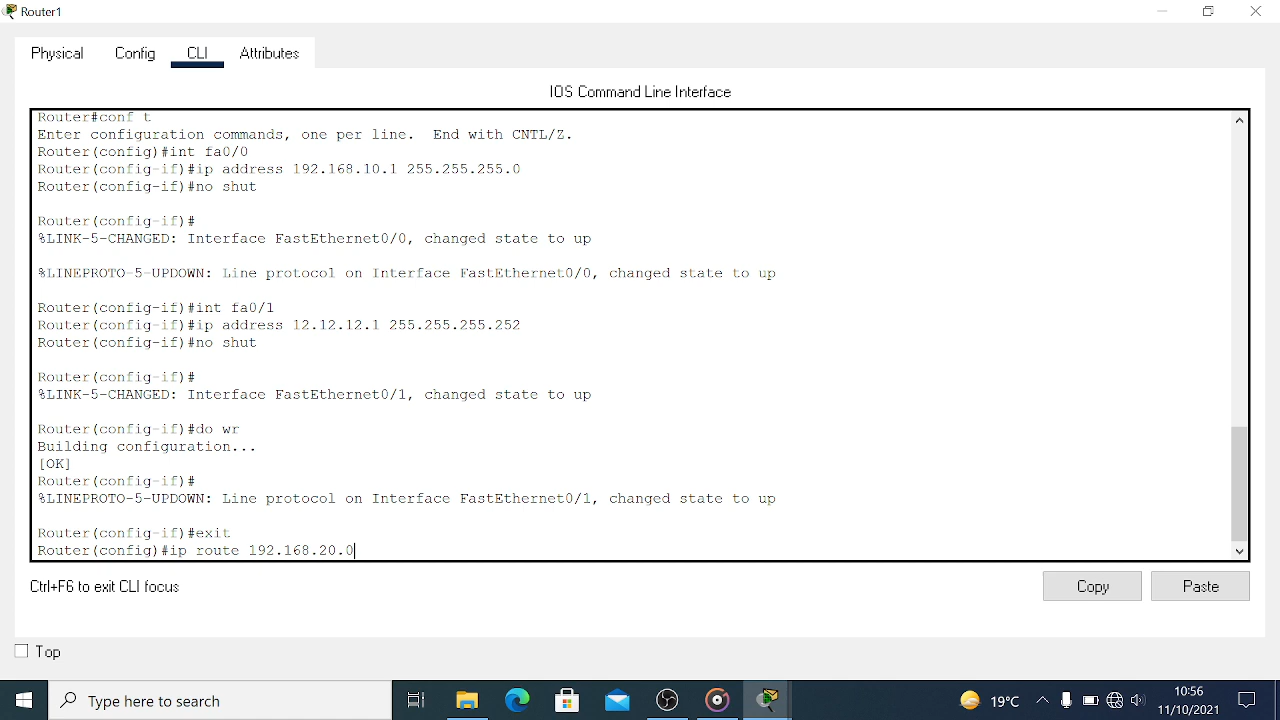 Router1
Physical Config CLI Attributes
IOS Command Line Interface
Router#conf t
Enter configuration commands, one per line.  End with CNTL/Z.
Router(config)#int fa0/0
Router(config-if)#ip address 192.168.10.1 255.255.255.0
Router(config-if)#no shut
Router(config-if)#
%LINK-5-CHANGED: Interface FastEthernet0/0, changed state to up
%LINEPROTO-5-UPDOWN: Line protocol on Interface FastEthernet0/0, changed state to up
Router(config-if)#int fa0/1
Router(config-if)#ip address 12.12.12.1 255.255.255.252
Router(config-if)#no shut
Router(config-if)#
%LINK-5-CHANGED: Interface FastEthernet0/1, changed state to up
Router(config-if)#do wr
Building configuration...
[OK]
Router(config-if)#
%LINEPROTO-5-UPDOWN: Line protocol on Interface FastEthernet0/1, changed state to up
Router(config-if)#exit
Router(config)#ip route 192.168.20.0
Ctrl+F6 to exit CLI focus
Copy Paste
Top
Type here to search
19°C
10:56
11/10/2021